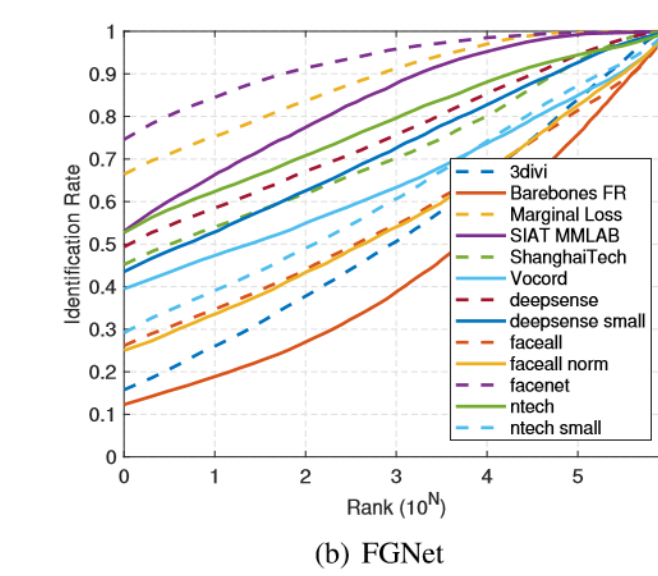 1
0.9
0.8
0.7
0.6
0.5
0.4
0.3
0.2
0.1
0
Identification Rate
0 1 2 3 4 5
Rank (10^N)
3divi
Barebones FR
Marginal Loss
SIAT MMLAB
ShanghaiTech
Vocord
deepsense
deepsense small
faceall
faceall norm
facenet
ntech
ntech small
(b) FGNet